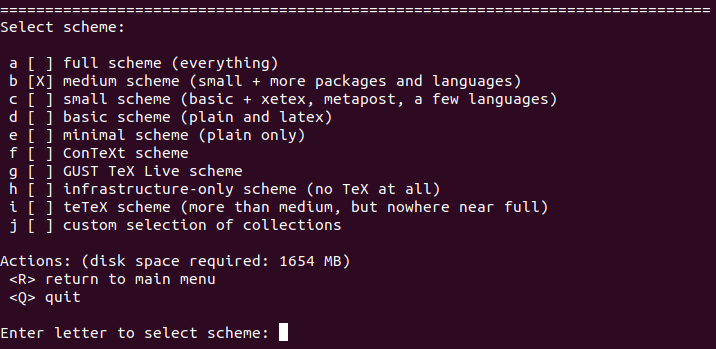 ===============================================================================
Select scheme:

 a [ ] full scheme (everything)
 b [X] medium scheme (small + more packages and languages)
 c [ ] small scheme (basic + xetex, metapost, a few languages)
 d [ ] basic scheme (plain and latex)
 e [ ] minimal scheme (plain only)
 f [ ] ConTeXt scheme
 g [ ] GUST TeX Live scheme
 h [ ] infrastructure-only scheme (no TeX at all)
 i [ ] teTeX scheme (more than medium, but nowhere near full)
 j [ ] custom selection of collections

Actions: (disk space required: 1654 MB)
 <R> return to main menu
 <Q> quit

Enter letter to select scheme: